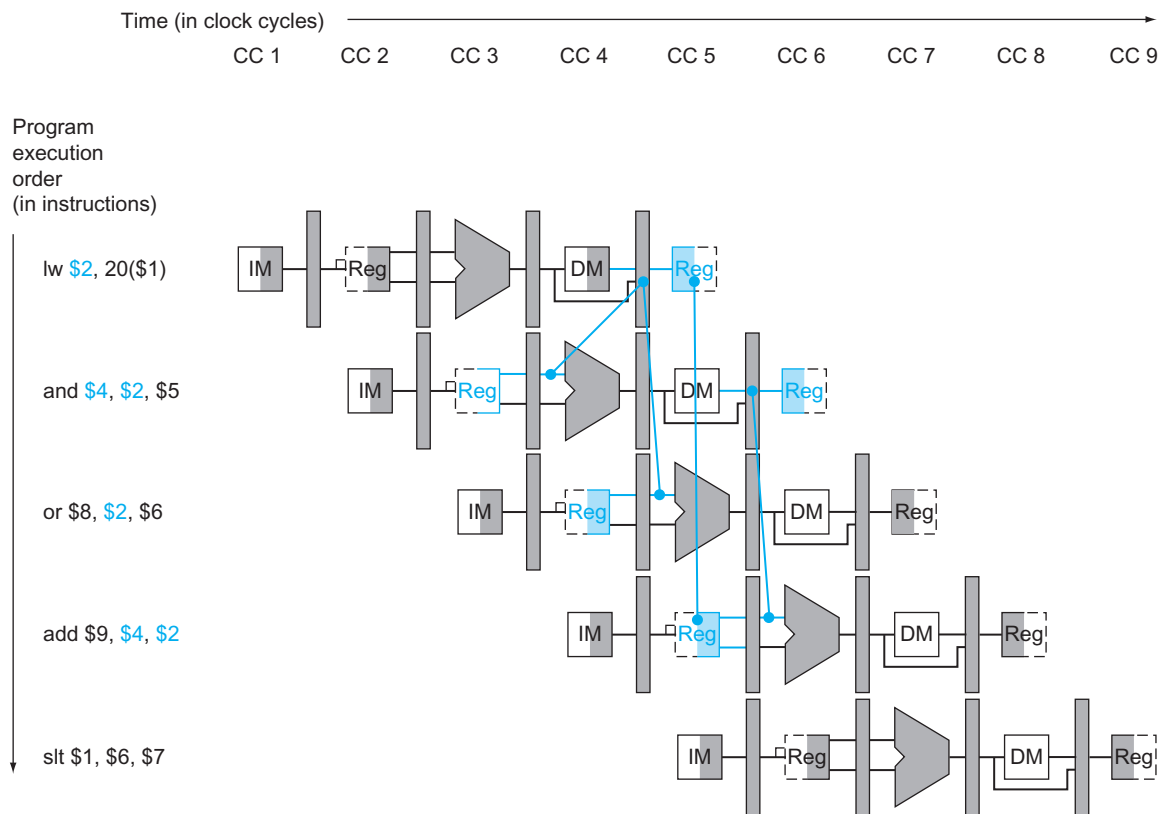 Time (in clock cycles)
CC 1 CC 2 CC 3 CC 4 CC 5 CC 6 CC 7 CC 8 CC 9
Program
execution
order
(in instructions)
lw $2, 20($1) IM Reg DM Reg
and $4, $2, $5 IM Reg DM Reg
or $8, $2, $6 IM Reg DM Reg
add $9, $4, $2 IM Reg DM Reg
slt $1, $6, $7 IM Reg DM Reg